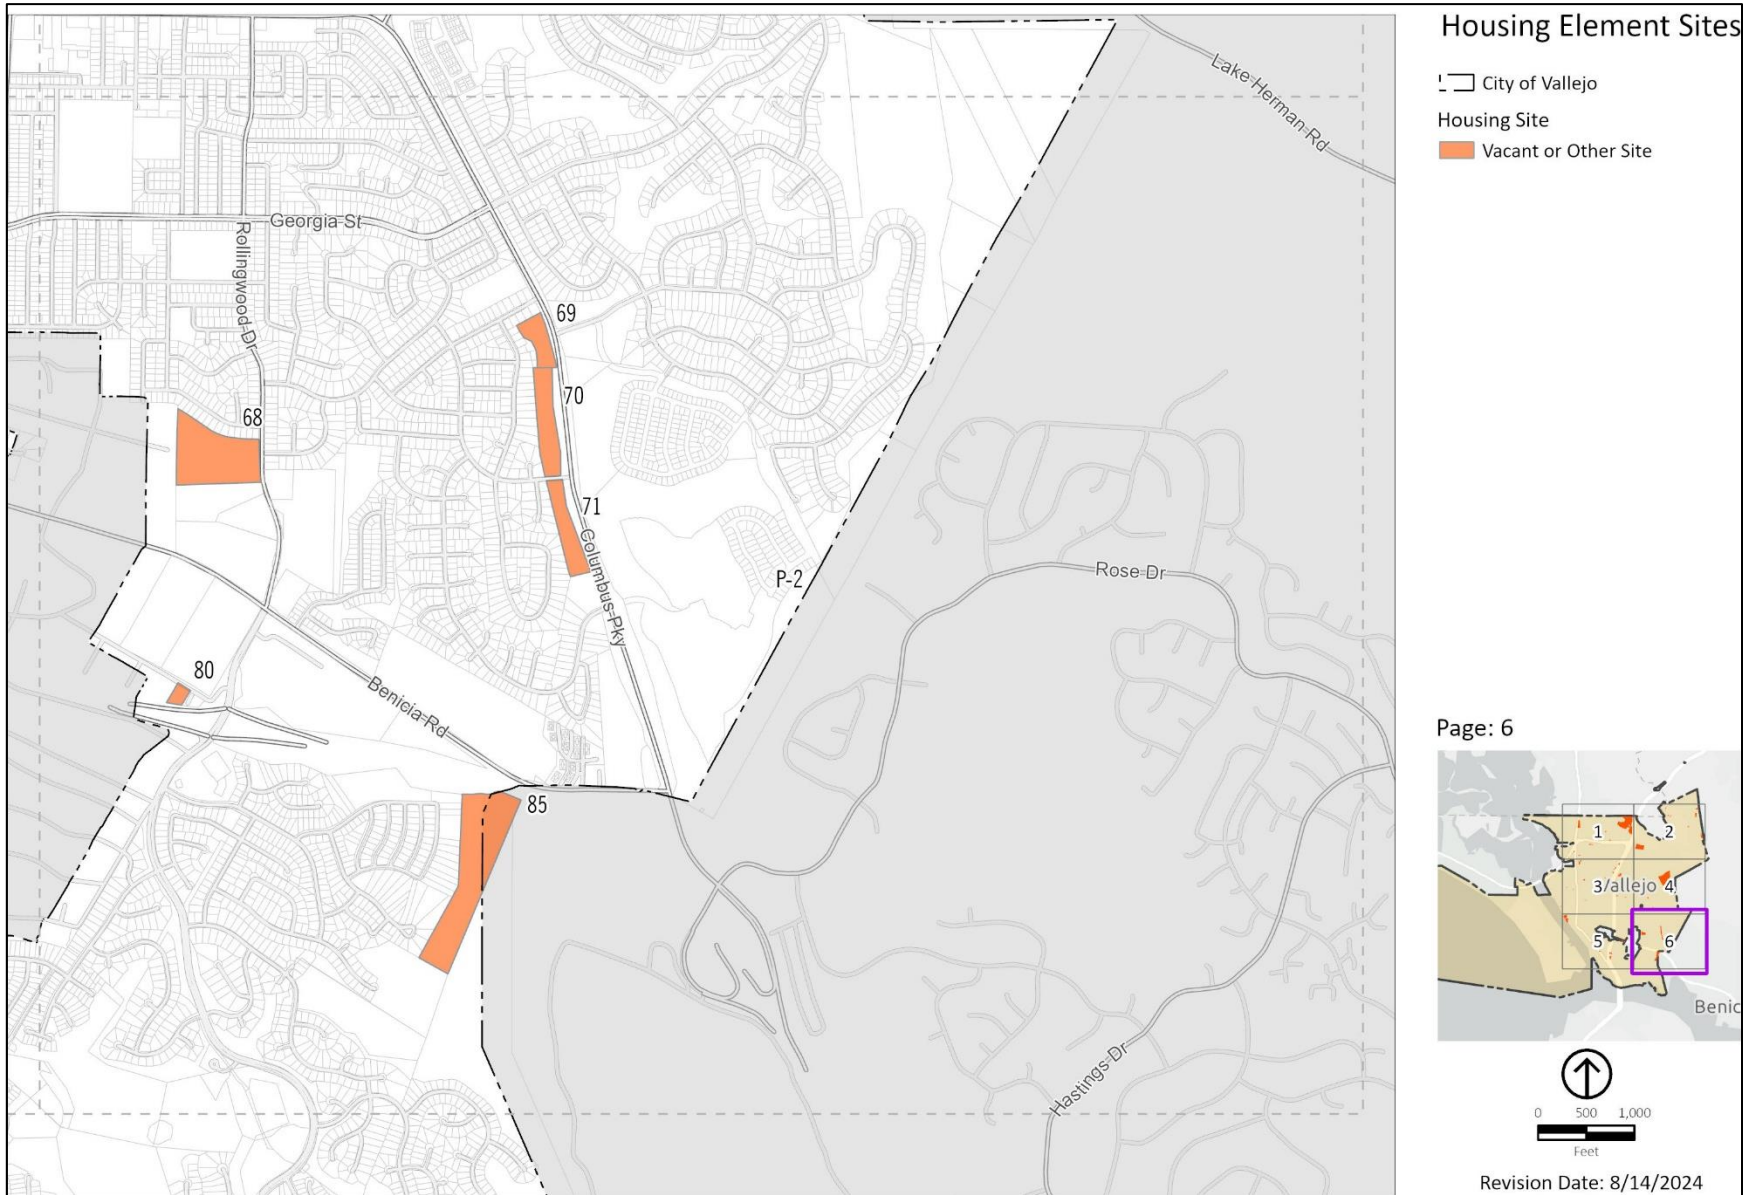 Housing Element Sites
City of Vallejo
Housing Site
Vacant or Other Site
Lake Herman Rd
Georgia St
Rollingwood Dr
69
70
68
71
Columbus Pky
P-2
Rose Dr
80
Benicia Rd
85
Hastings Dr
Page: 6
1
2
3
Vallejo
4
5
6
Benic
0 500 1,000
Feet
Revision Date: 8/14/2024